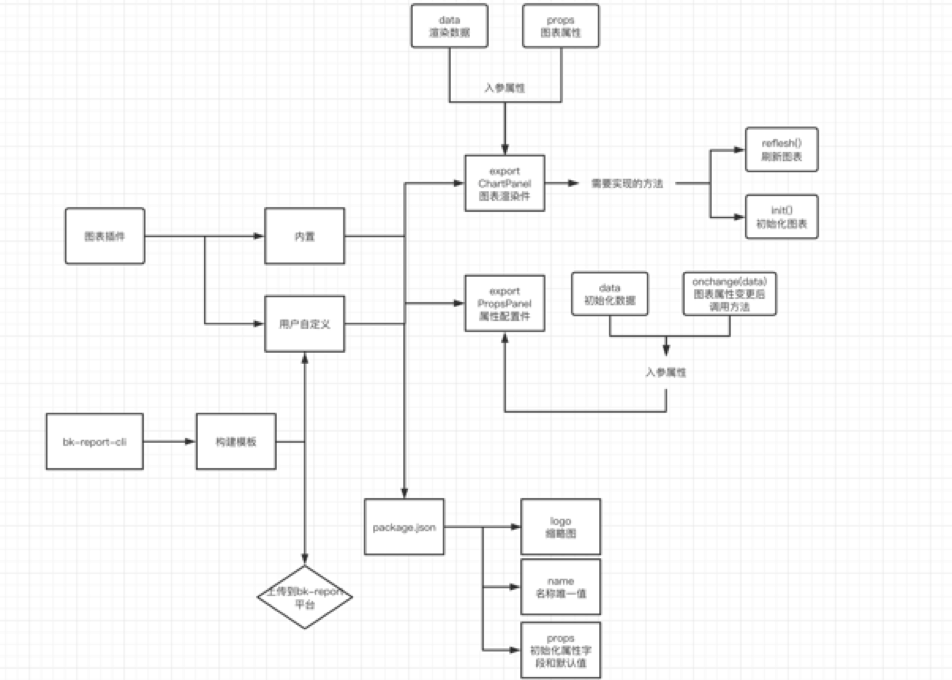 data
渲染数据
props
图表属性
入参属性
export
ChartPanel
图表渲染件
需要实现的方法
reflesh()
刷新图表
init()
初始化图表
图表插件
内置
用户自定义
export
PropsPanel
属性配置件
data
初始化数据
onchange(data)
图表属性变更后
调用方法
入参属性
bk-report-cli
构建模板
package.json
logo
缩略图
name
名称唯一值
props
初始化属性字
段和默认值
上传到bk-report
平台